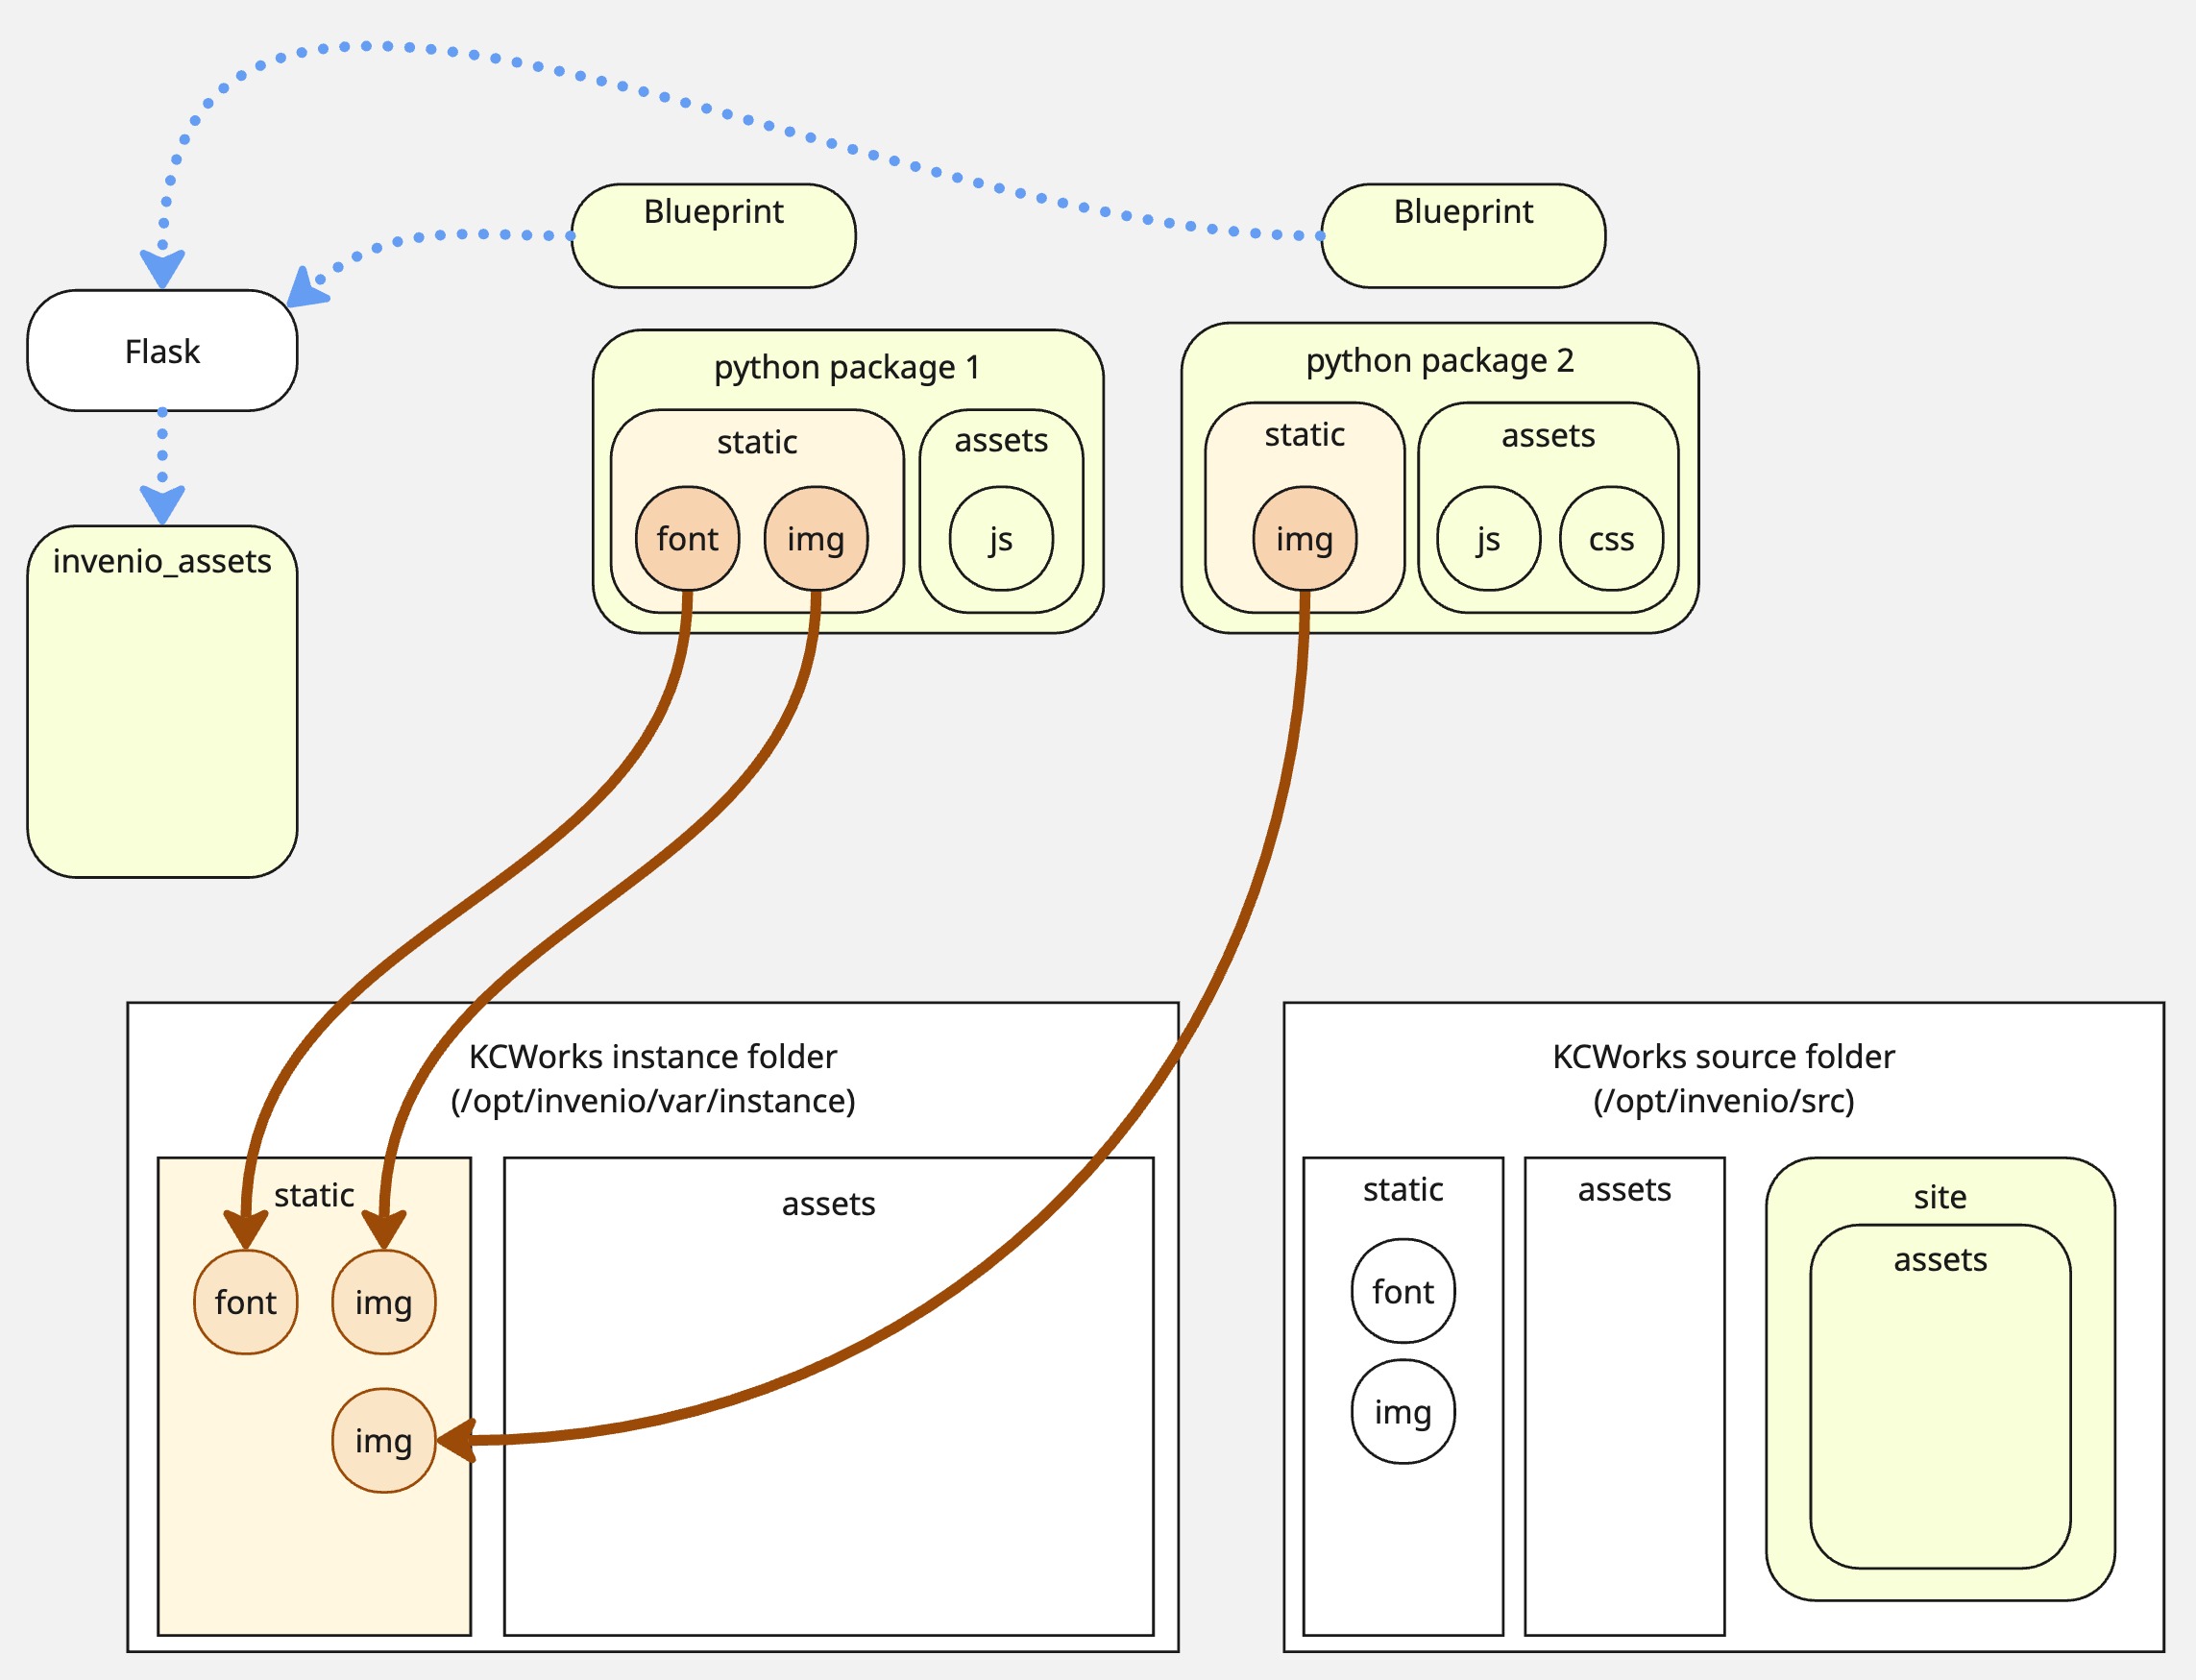 Blueprint
Blueprint
Flask
python package 1
static
assets
font
img
js
python package 2
static
assets
img
js
css
invenio_assets
KCWorks instance folder
(/opt/invenio/var/instance)
static
font
img
img
assets
KCWorks source folder
(/opt/invenio/src)
static
font
img
assets
site
assets